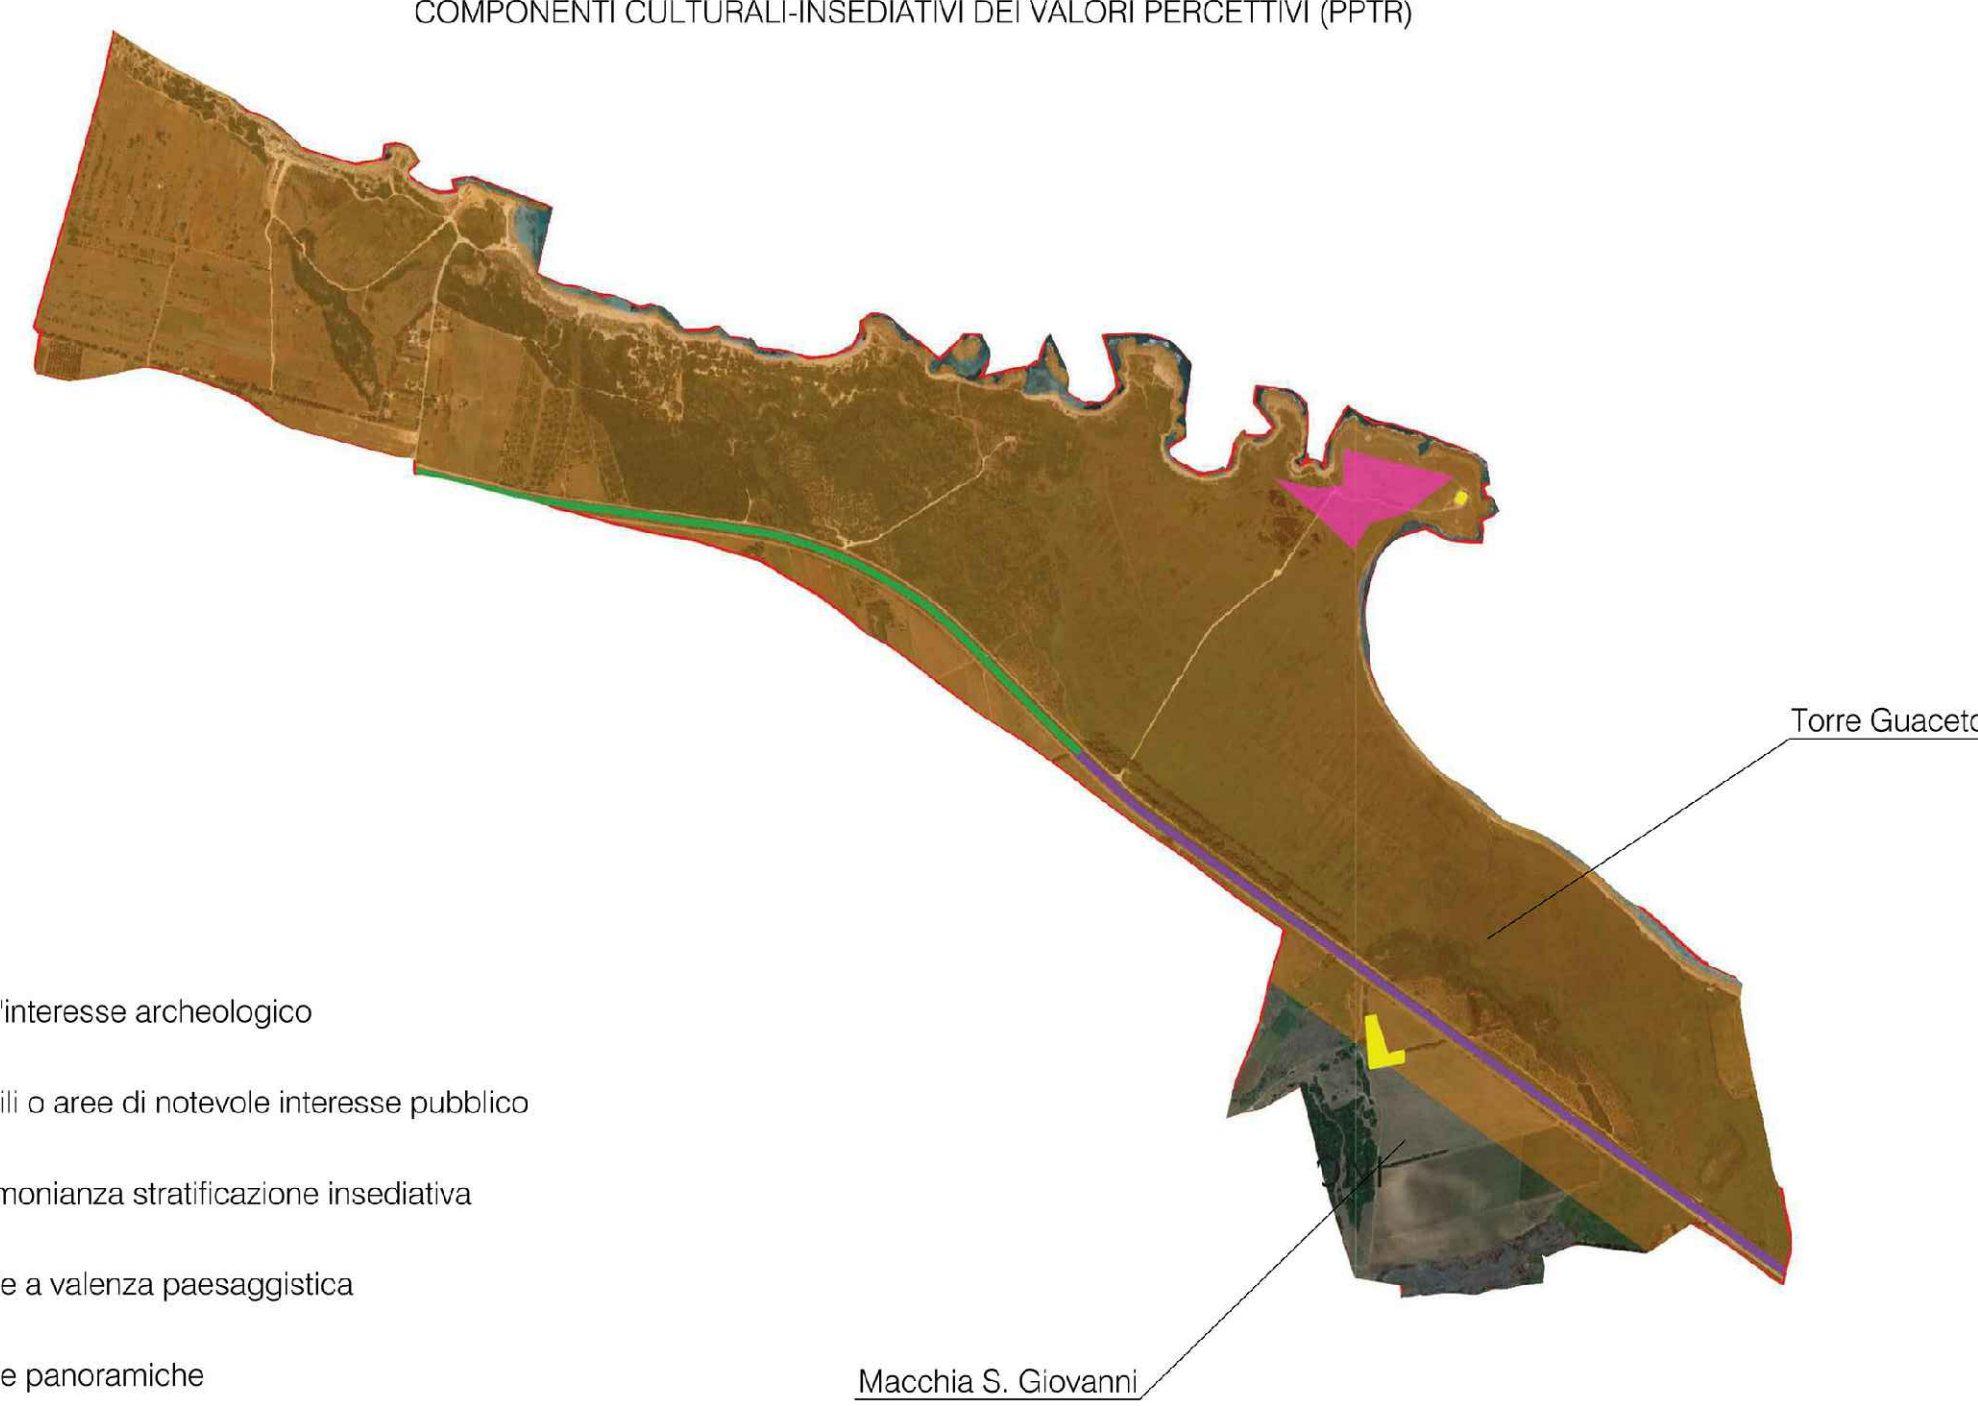 COMPONENTI CULTURALI-INSEDIATIVI DEI VALORI PERCETTIVI (PPTR)
Torre Guaceto
'interesse archeologico
ili o aree di notevole interesse pubblico
monianza stratificazione insediativa
e a valenza paesaggistica
e panoramiche
Macchia S. Giovanni